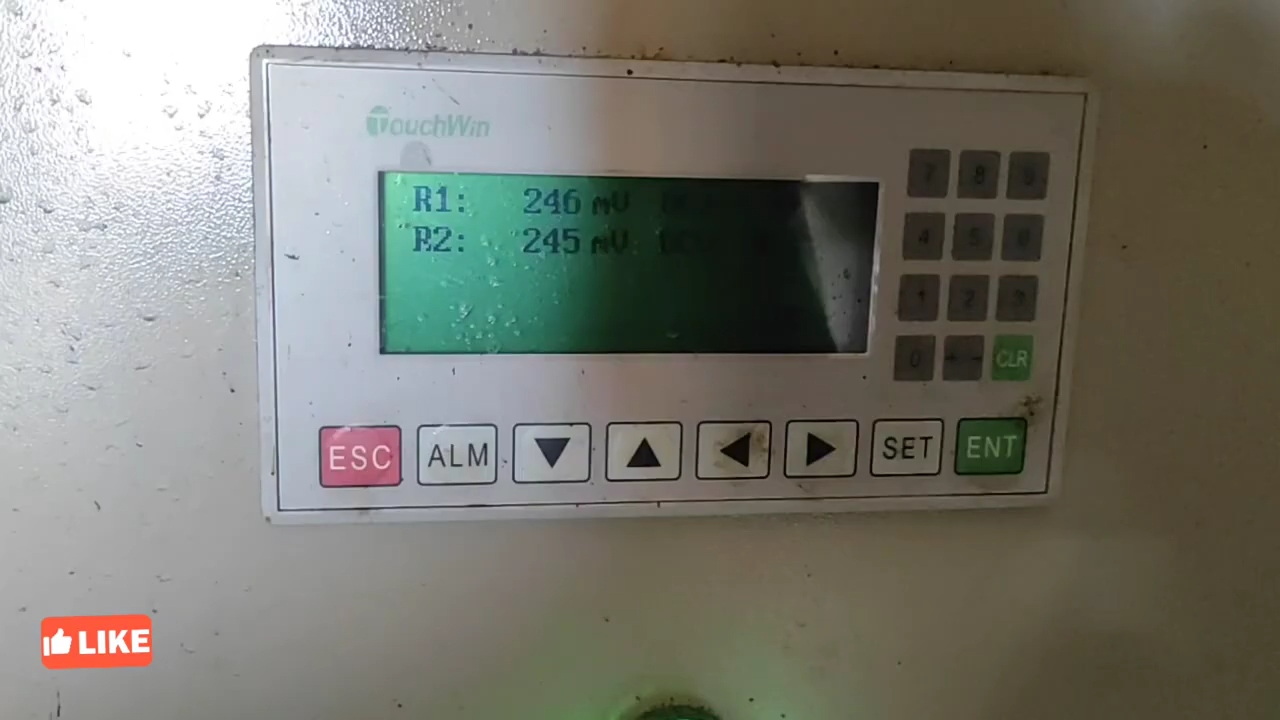 TouchWin
R1: 246 mV
R2: 245 mV
7 8 9
4 5 6
1 2 3
0 CLR
ESC ALM SET ENT
LIKE